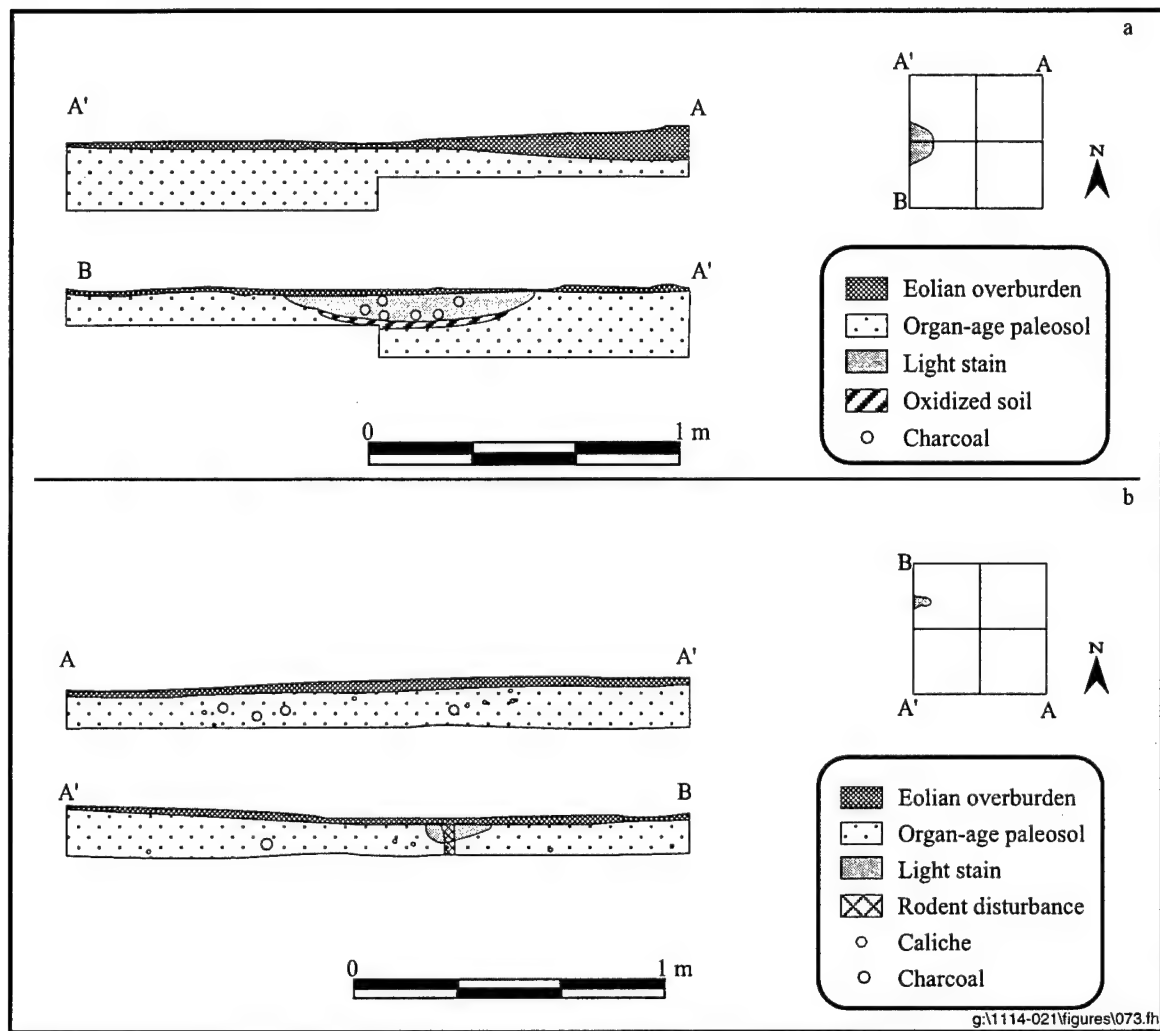 a
A' A
A' A
B
N
B A'
Eolian overburden
Organ-age paleosol
Light stain
Oxidized soil
Charcoal
0 1 m
b
B
A A'
N
A' A
A' B
Eolian overburden
Organ-age paleosol
Light stain
Rodent disturbance
Caliche
Charcoal
0 1 m
g:\1114-021\figures\073.fh